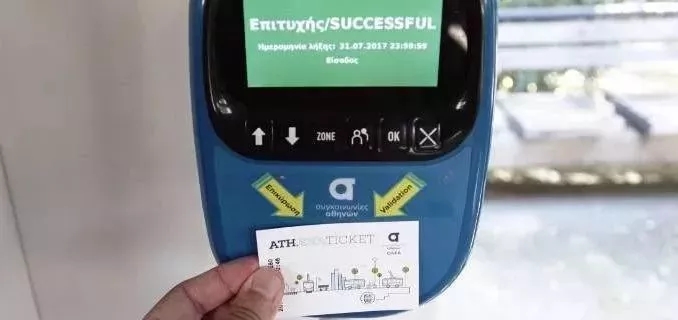 Επιτυχής/SUCCESSFUL
Ημερομηνία λήξης: 31.07.2017 23:59:59
Είσοδος
ZONE
OK
Επικύρωση
Validation
συγκοινωνίες
αθηνών
ATH.ENA TICKET